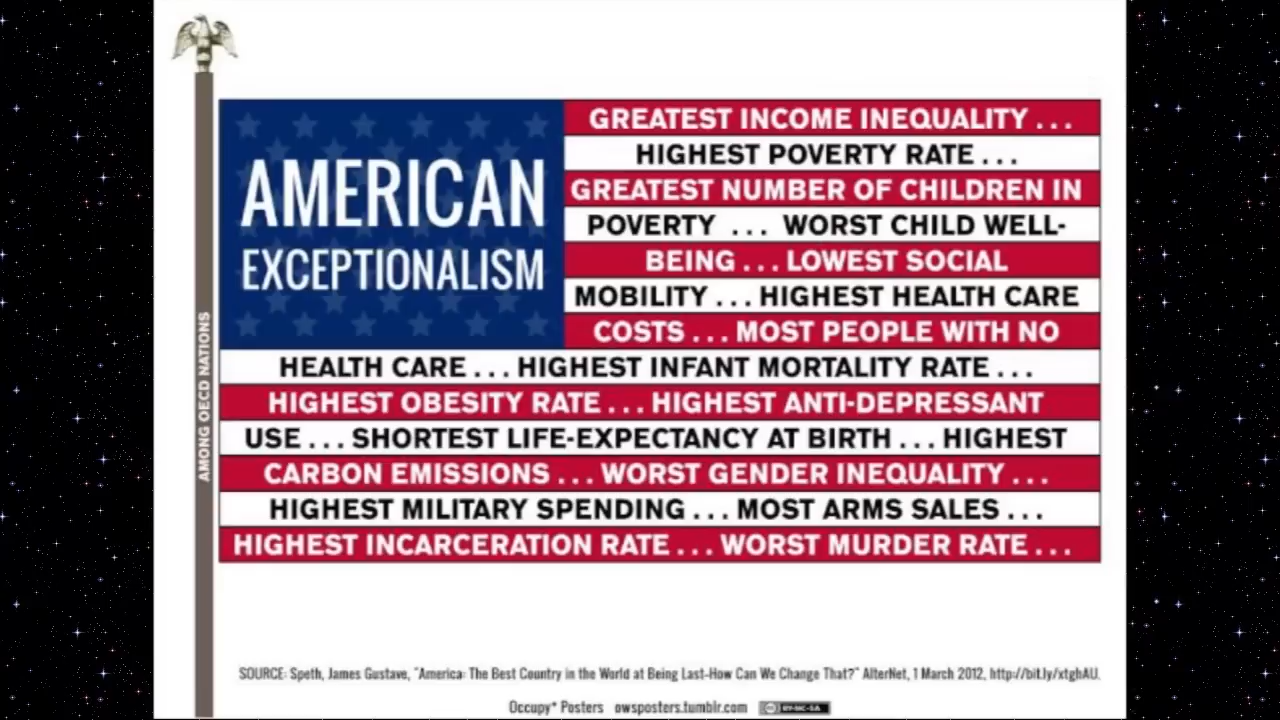 AMERICAN
EXCEPTIONALISM
GREATEST INCOME INEQUALITY . . .
HIGHEST POVERTY RATE . . .
GREATEST NUMBER OF CHILDREN IN
POVERTY . . . WORST CHILD WELL-
BEING . . . LOWEST SOCIAL
MOBILITY . . . HIGHEST HEALTH CARE
COSTS . . . MOST PEOPLE WITH NO
HEALTH CARE . . . HIGHEST INFANT MORTALITY RATE . . .
HIGHEST OBESITY RATE . . . HIGHEST ANTI-DEPRESSANT
USE . . . SHORTEST LIFE-EXPECTANCY AT BIRTH . . . HIGHEST
CARBON EMISSIONS . . . WORST GENDER INEQUALITY . . .
HIGHEST MILITARY SPENDING . . . MOST ARMS SALES . . .
HIGHEST INCARCERATION RATE . . . WORST MURDER RATE . . .
AMONG OECD NATIONS
SOURCE: Speth, James Gustave, "America: The Best Country in the World at Being Last-How Can We Change That?" AlterNet, 1 March 2012, http://bit.ly/xtghAU.
Occupy* Posters owsposters.tumblr.com cc BY-NC-SA